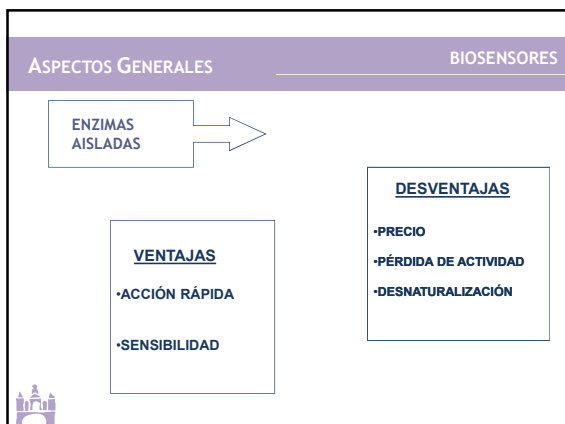 ASPECTOS GENERALES
BIOSENSORES
ENZIMAS
AISLADAS
VENTAJAS
•ACCIÓN RÁPIDA
•SENSIBILIDAD
DESVENTAJAS
•PRECIO
•PÉRDIDA DE ACTIVIDAD
•DESNATURALIZACIÓN